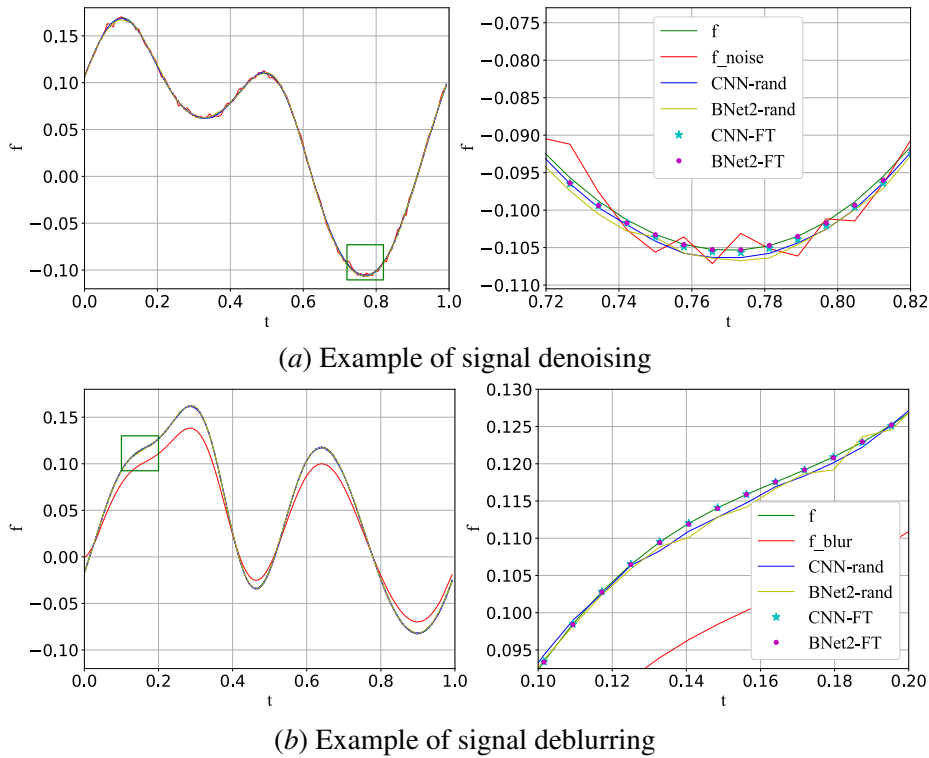 0.15
0.10
0.05
0.00
−0.05
−0.10
f
0.0 0.2 0.4 0.6 0.8 1.0
t
−0.075
−0.080
−0.085
−0.090
−0.095
−0.100
−0.105
−0.110
f
f
f_noise
CNN-rand
BNet2-rand
CNN-FT
BNet2-FT
0.72 0.74 0.76 0.78 0.80 0.82
t
(a) Example of signal denoising
0.15
0.10
0.05
0.00
−0.05
−0.10
f
0.0 0.2 0.4 0.6 0.8 1.0
t
0.130
0.125
0.120
0.115
0.110
0.105
0.100
0.095
f
f
f_blur
CNN-rand
BNet2-rand
CNN-FT
BNet2-FT
0.10 0.12 0.14 0.16 0.18 0.20
t
(b) Example of signal deblurring